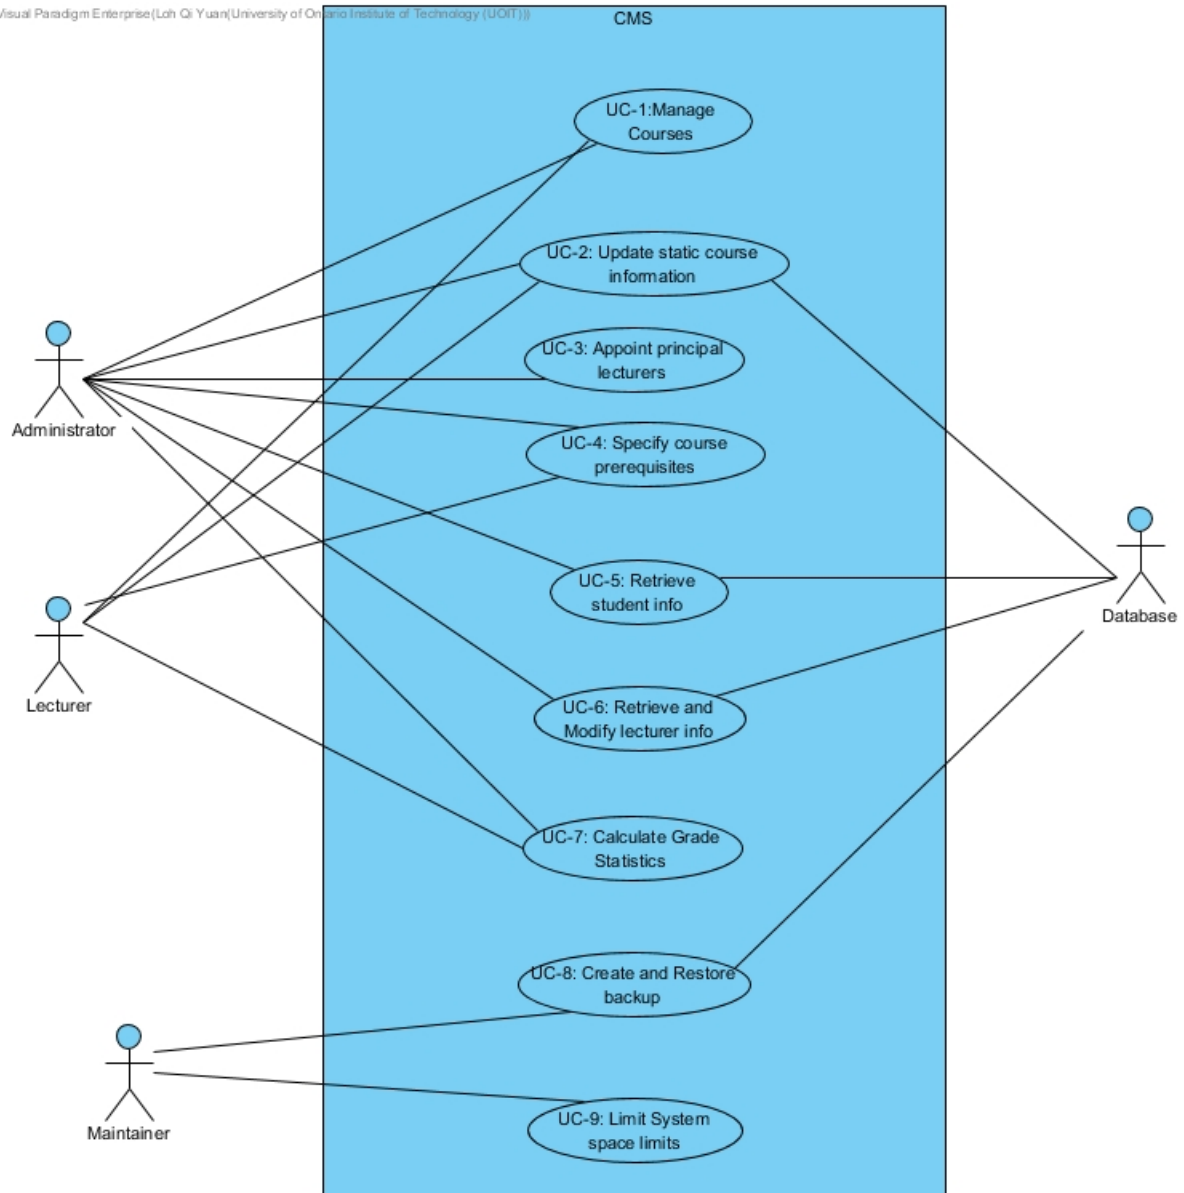 Visual Paradigm Enterprise(Loh Qi Yuan(University of Ontario Institute of Technology (UOIT)))
CMS
UC-1:Manage
Courses
UC-2: Update static course
information
UC-3: Appoint principal
lecturers
Administrator
UC-4: Specify course
prerequisites
UC-5: Retrieve
student info
Database
Lecturer
UC-6: Retrieve and
Modify lecturer info
UC-7: Calculate Grade
Statistics
UC-8: Create and Restore
backup
Maintainer
UC-9: Limit System
space limits